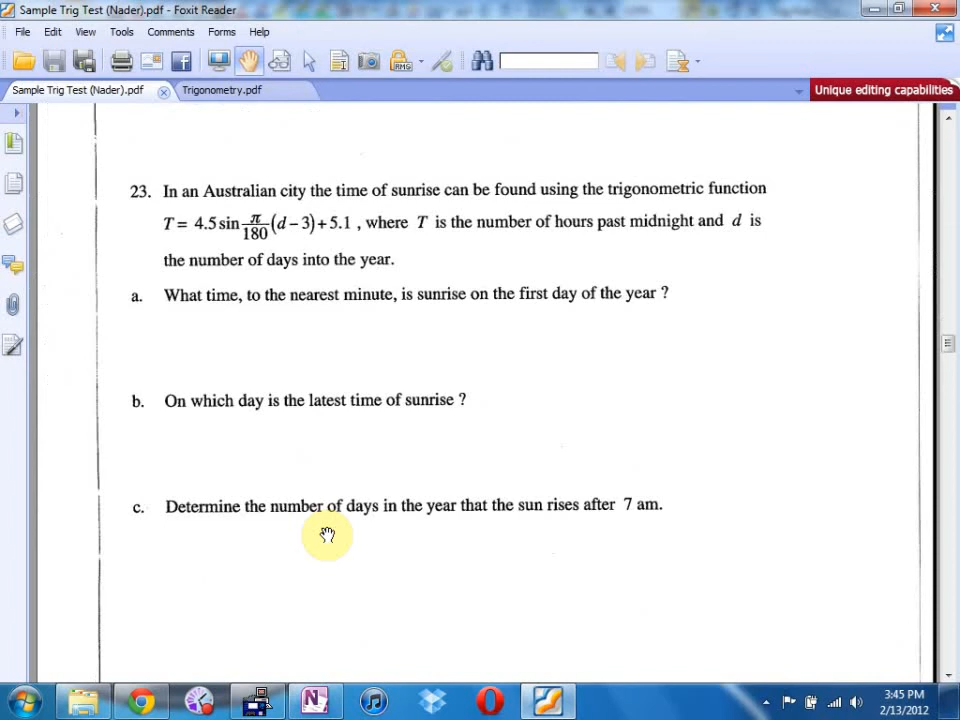 Sample Trig Test (Nader).pdf - Foxit Reader
File Edit View Tools Comments Forms Help
Sample Trig Test (Nader).pdf Trigonometry.pdf Unique editing capabilities
23. In an Australian city the time of sunrise can be found using the trigonometric function
T = 4.5 sin π/180 (d – 3) + 5.1 , where T is the number of hours past midnight and d is
the number of days into the year.
a. What time, to the nearest minute, is sunrise on the first day of the year ?
b. On which day is the latest time of sunrise ?
c. Determine the number of days in the year that the sun rises after 7 am.
3:45 PM
2/13/2012